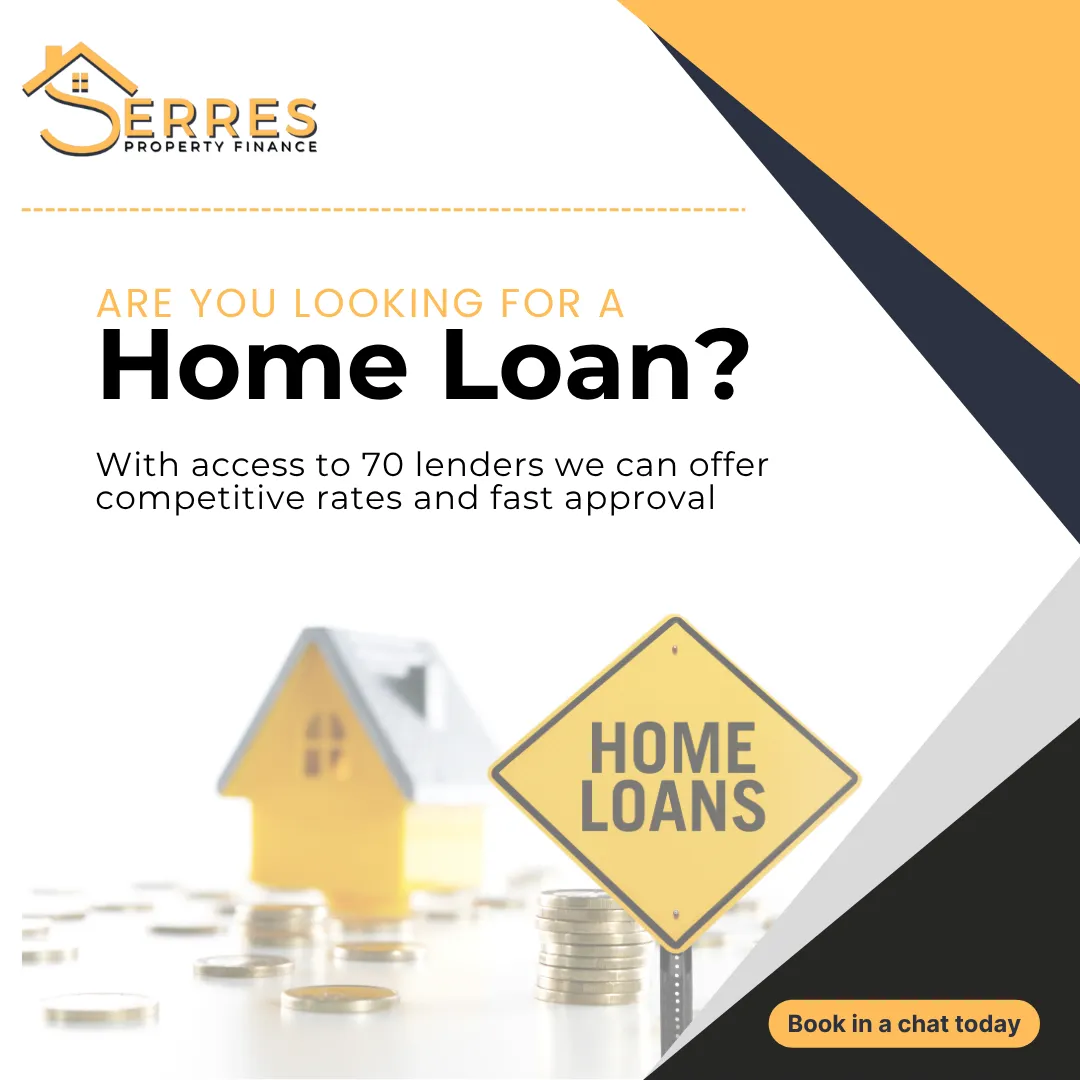 SERRES
PROPERTY FINANCE
ARE YOU LOOKING FOR A
Home Loan?
With access to 70 lenders we can offer
competitive rates and fast approval
HOME
LOANS
Book in a chat today